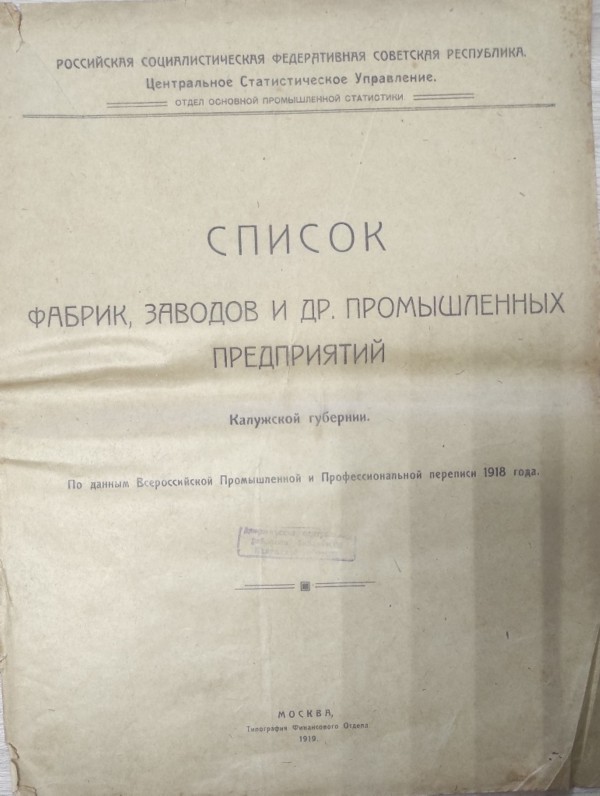 РОССИЙСКАЯ СОЦИАЛИСТИЧЕСКАЯ ФЕДЕРАТИВНАЯ СОВЕТСКАЯ РЕСПУБЛИКА.
Центральное Статистическое Управление.
ОТДЕЛ ОСНОВНОЙ ПРОМЫШЛЕННОЙ СТАТИСТИКИ
СПИСОК
ФАБРИК, ЗАВОДОВ И ДР. ПРОМЫШЛЕННЫХ
ПРЕДПРИЯТИЙ
Калужской губернии.
По данным Всероссийской Промышленной и Профессиональной переписи 1918 года.
МОСКВА,
Типография Финансового Отдела
1919.